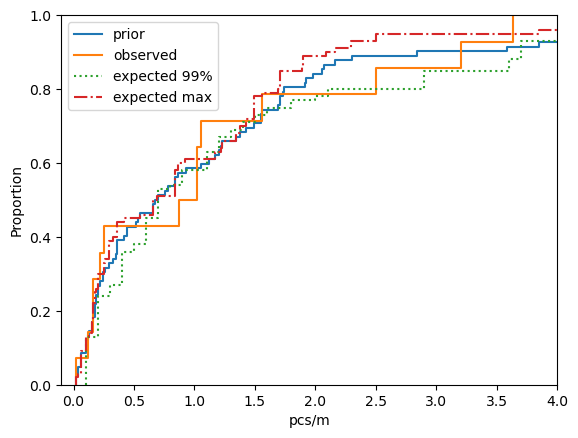 1.0
0.8
0.6
0.4
0.2
0.0
Proportion
prior
observed
expected 99%
expected max
0.0 0.5 1.0 1.5 2.0 2.5 3.0 3.5 4.0
pcs/m